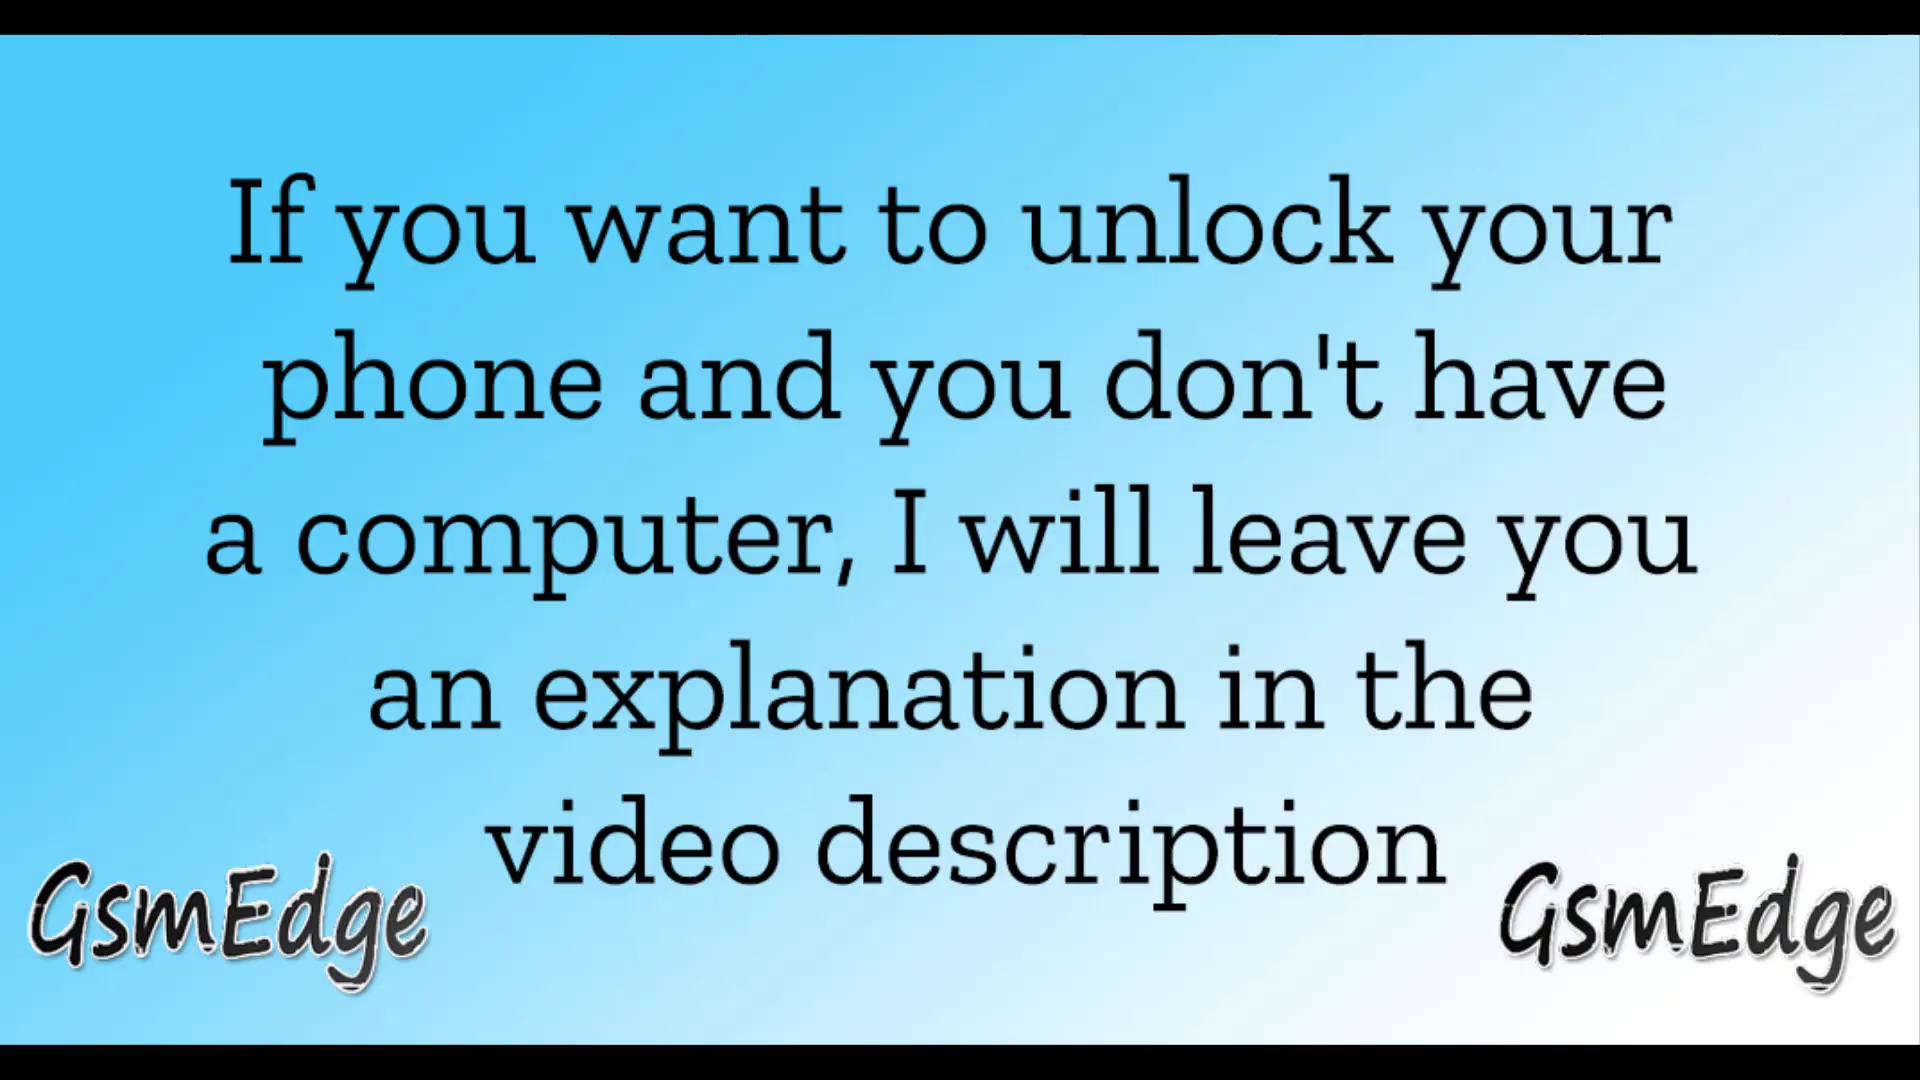 If you want to unlock your
phone and you don't have
a computer, I will leave you
an explanation in the
video description
GsmEdge
GsmEdge